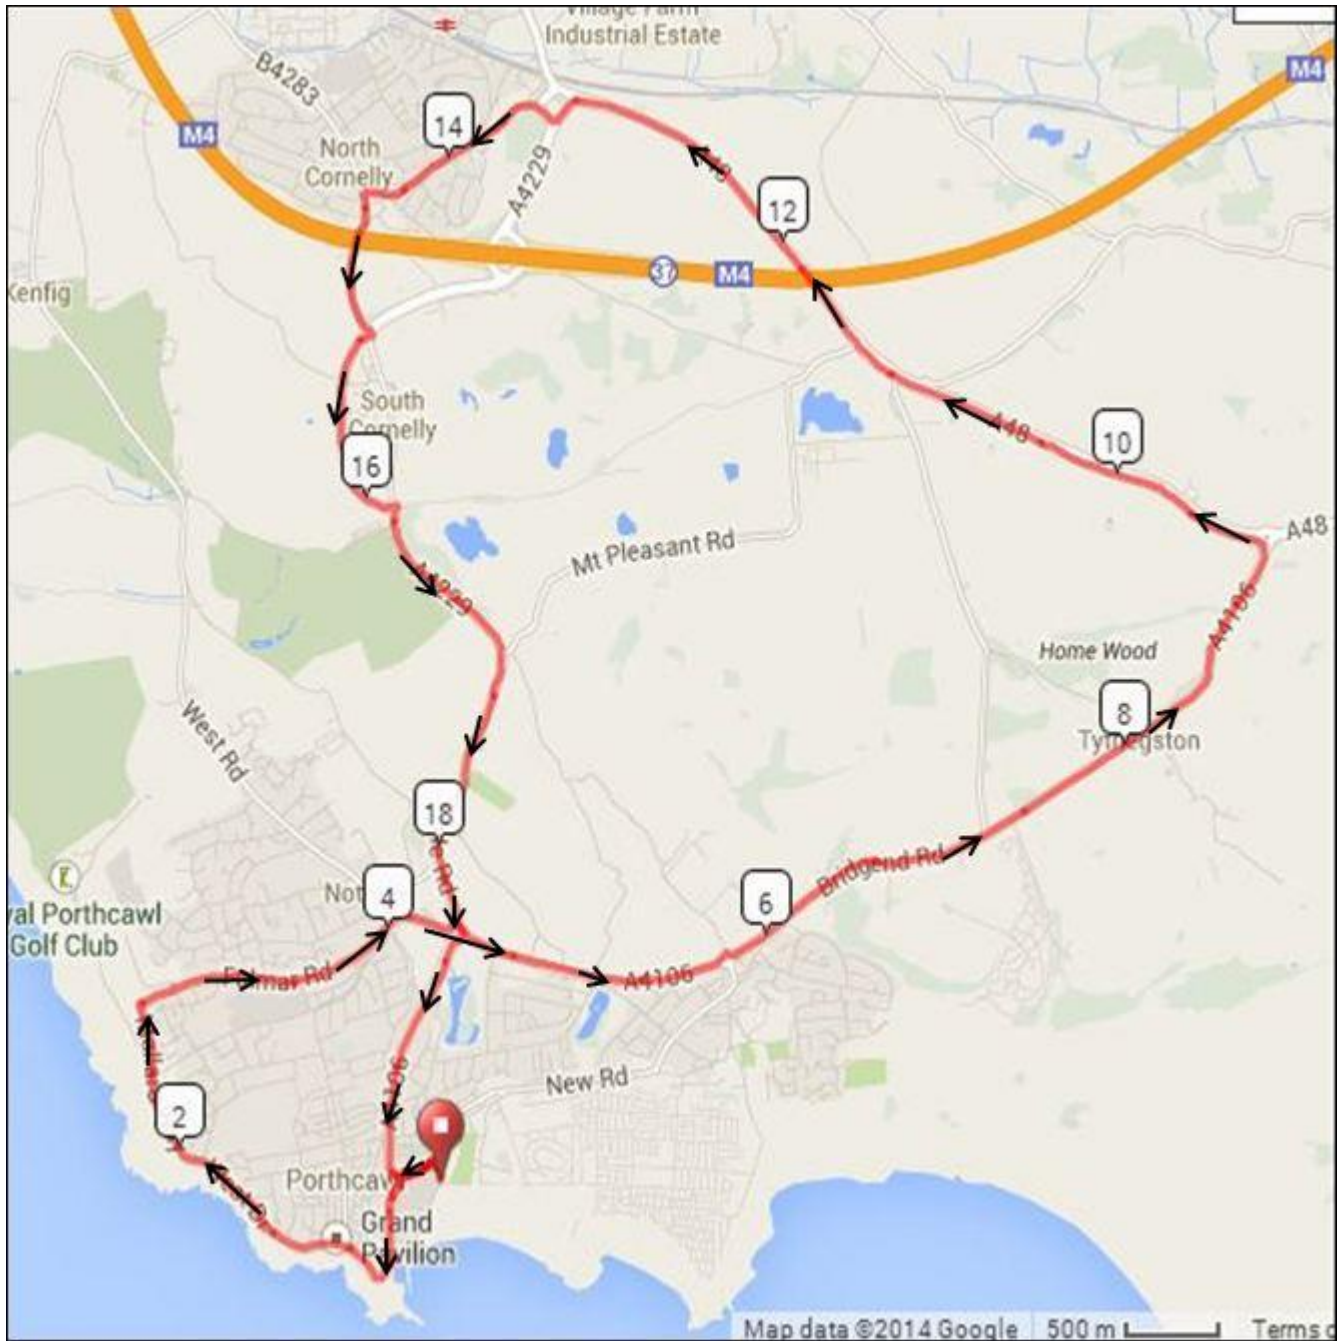 Village Farm
Industrial Estate
B4283
M4
M4
14
North
Cornelly
A4229
12
37
M4
Kenfig
South
Cornelly
A48
10
16
A48
Mt Pleasant Rd
A4229
A4106
Home Wood
8
Tythegston
West Rd
18
Bridgend Rd
4
6
yal Porthcawl
Golf Club
Fulmar Rd
A4106
New Rd
2
Porthcawl
Grand
Pavilion
Map data ©2014 Google
500 m
Terms